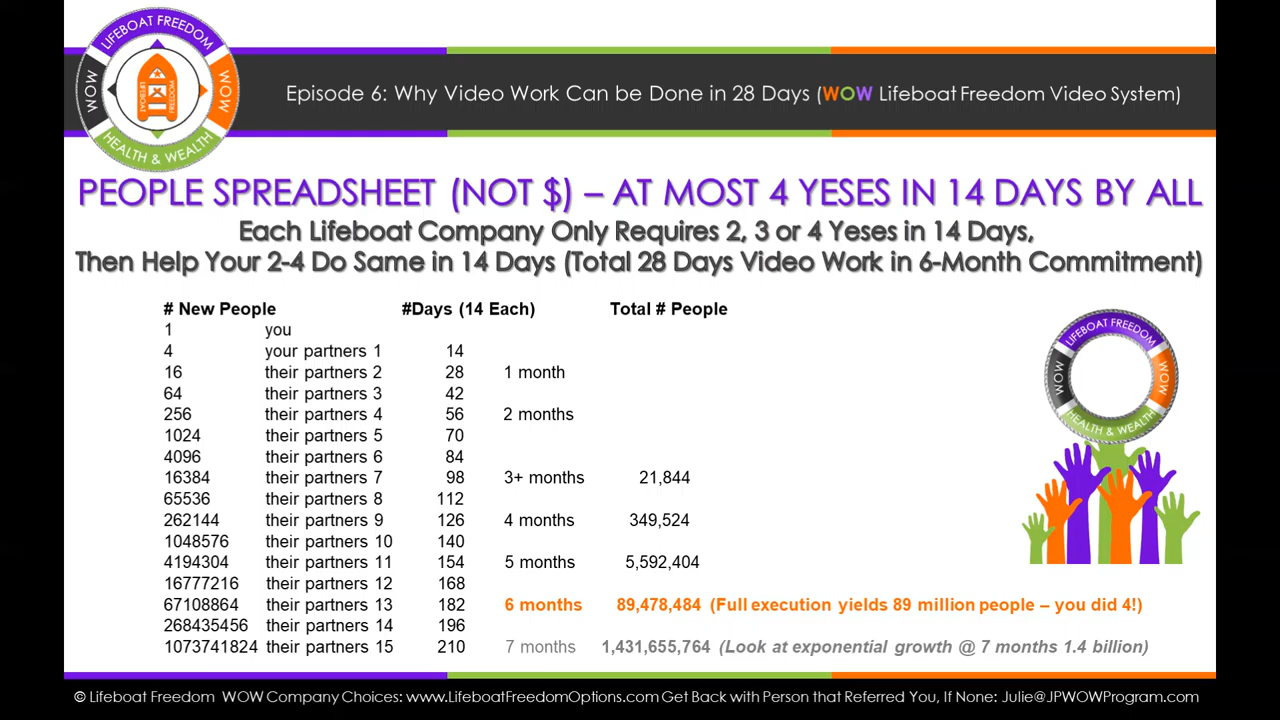 LIFEBOAT FREEDOM
WOW
WOW
LIFEBOAT
FREEDOM
HEALTH & WEALTH
Episode 6: Why Video Work Can be Done in 28 Days (WOW Lifeboat Freedom Video System)
PEOPLE SPREADSHEET (NOT $) – AT MOST 4 YESES IN 14 DAYS BY ALL
Each Lifeboat Company Only Requires 2, 3 or 4 Yeses in 14 Days,
Then Help Your 2-4 Do Same in 14 Days (Total 28 Days Video Work in 6-Month Commitment)
# New People #Days (14 Each) Total # People
1 you
4 your partners 1 14
16 their partners 2 28 1 month
64 their partners 3 42
256 their partners 4 56 2 months
1024 their partners 5 70
4096 their partners 6 84
16384 their partners 7 98 3+ months 21,844
65536 their partners 8 112
262144 their partners 9 126 4 months 349,524
1048576 their partners 10 140
4194304 their partners 11 154 5 months 5,592,404
16777216 their partners 12 168
67108864 their partners 13 182 6 months 89,478,484 (Full execution yields 89 million people – you did 4!)
268435456 their partners 14 196
1073741824 their partners 15 210 7 months 1,431,655,764 (Look at exponential growth @ 7 months 1.4 billion)
LIFEBOAT FREEDOM
WOW
WOW
HEALTH & WEALTH
© Lifeboat Freedom WOW Company Choices: www.LifeboatFreedomOptions.com Get Back with Person that Referred You, If None: Julie@JPWOWProgram.com